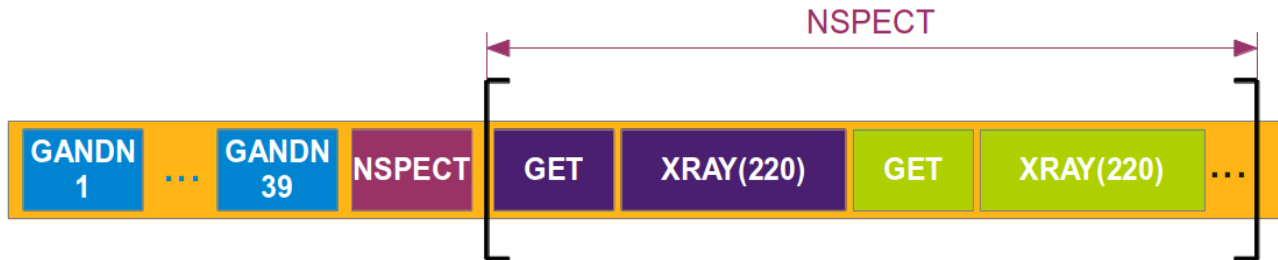 NSPECT
GANDN
1
...
GANDN
39
NSPECT
GET
XRAY(220)
GET
XRAY(220)
...